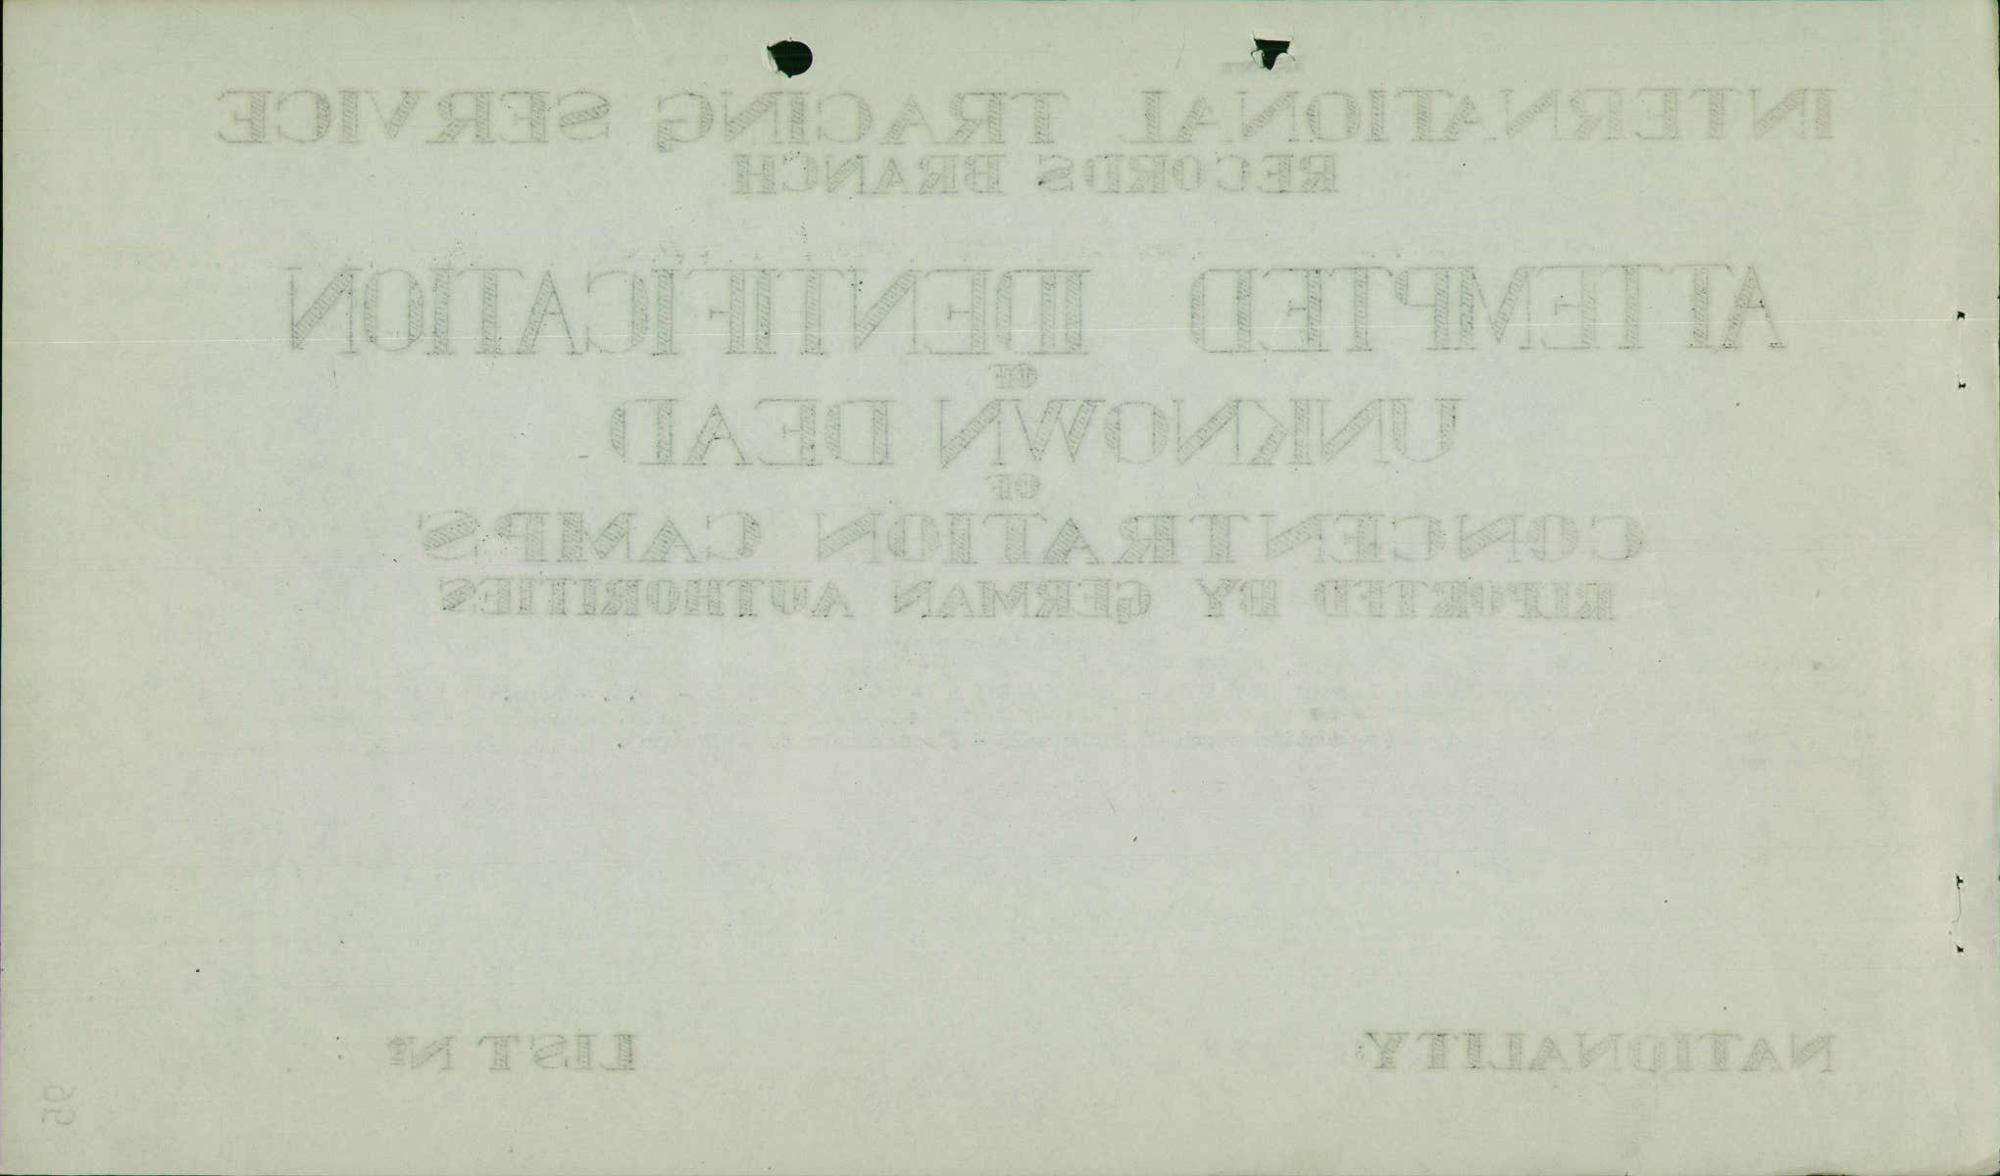 INTERNATIONAL TRACING SERVICE
RECORDS BRANCH
ATTEMPTED IDENTIFICATION
OF
UNKNOWN DEAD
OF
CONCENTRATION CAMPS
REPORTED BY GERMAN AUTHORITIES
NATIONALITY: LIST Nº:
95